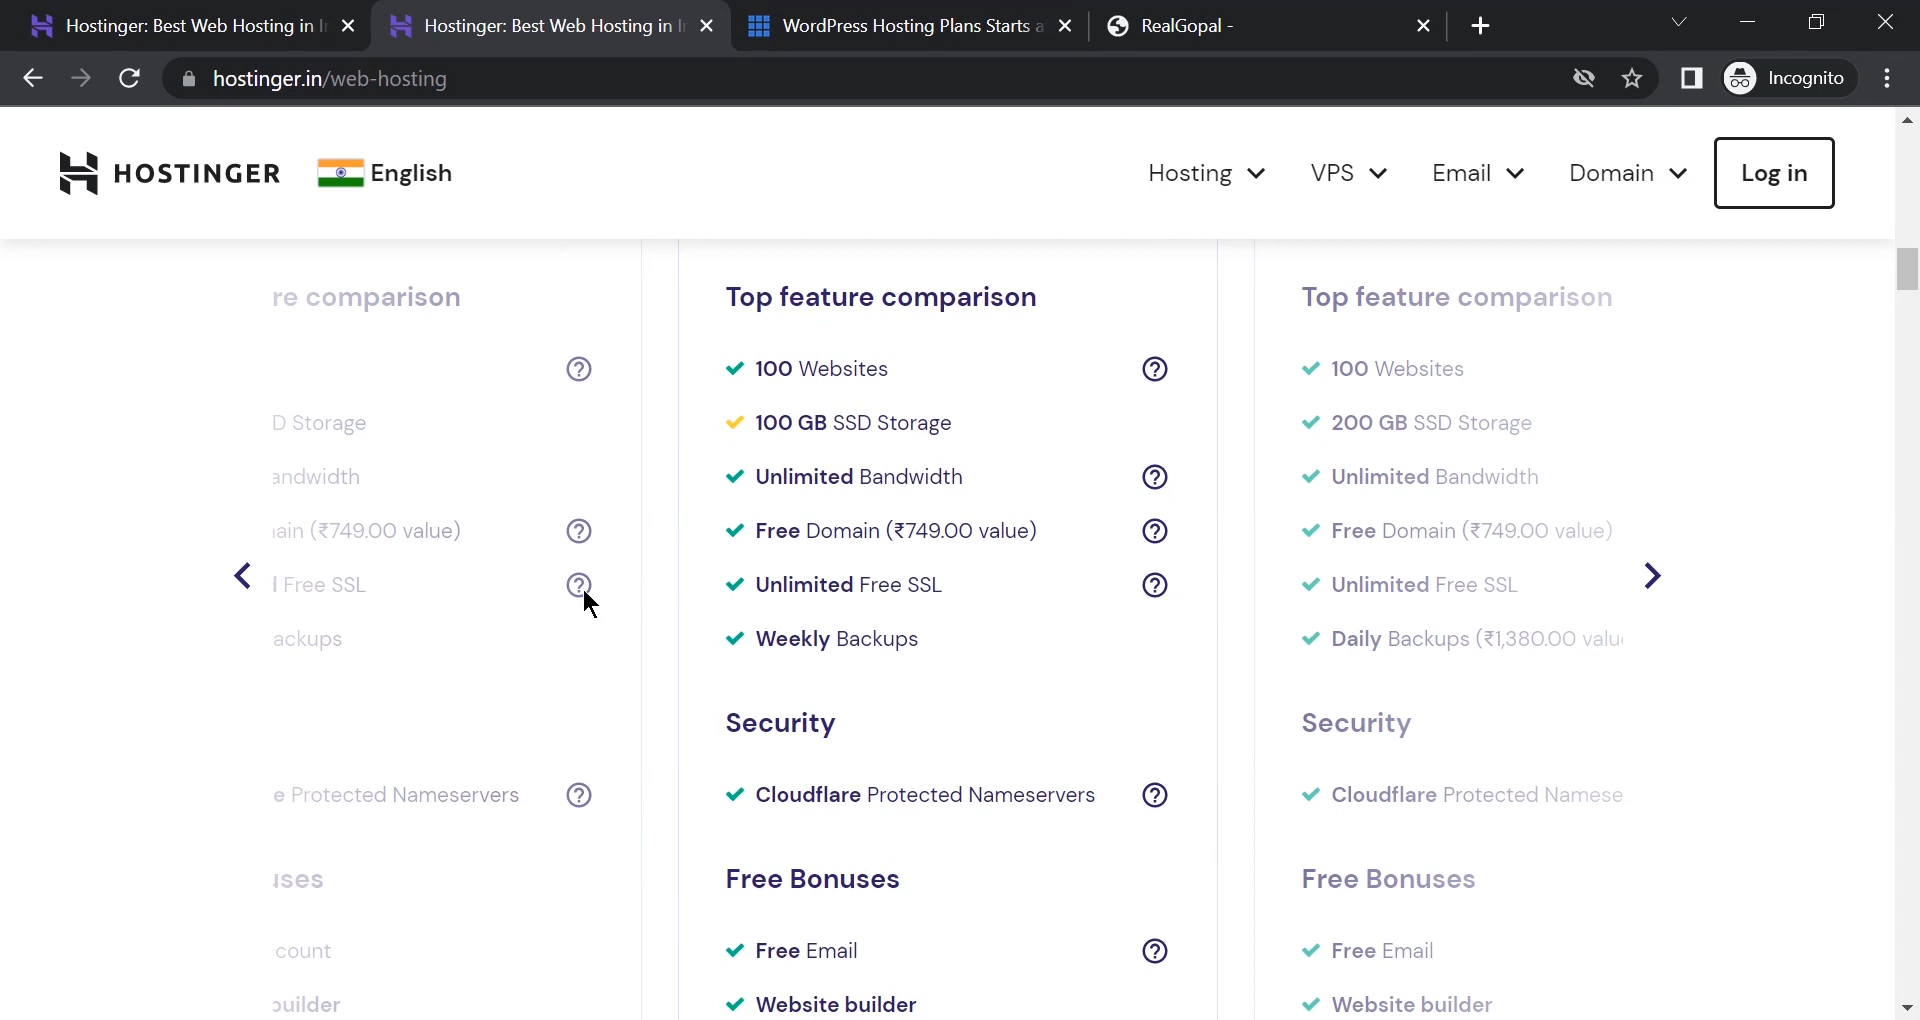 Hostinger: Best Web Hosting in I
Hostinger: Best Web Hosting in I
WordPress Hosting Plans Starts a
RealGopal -
hostinger.in/web-hosting
Incognito
HOSTINGER
English
Hosting
VPS
Email
Domain
Log in
re comparison
D Storage
andwidth
ain (₹749.00 value)
Free SSL
ackups
e Protected Nameservers
uses
count
builder
Top feature comparison
100 Websites
100 GB SSD Storage
Unlimited Bandwidth
Free Domain (₹749.00 value)
Unlimited Free SSL
Weekly Backups
Security
Cloudflare Protected Nameservers
Free Bonuses
Free Email
Website builder
Top feature comparison
100 Websites
200 GB SSD Storage
Unlimited Bandwidth
Free Domain (₹749.00 value)
Unlimited Free SSL
Daily Backups (₹1,380.00 valu
Security
Cloudflare Protected Namese
Free Bonuses
Free Email
Website builder